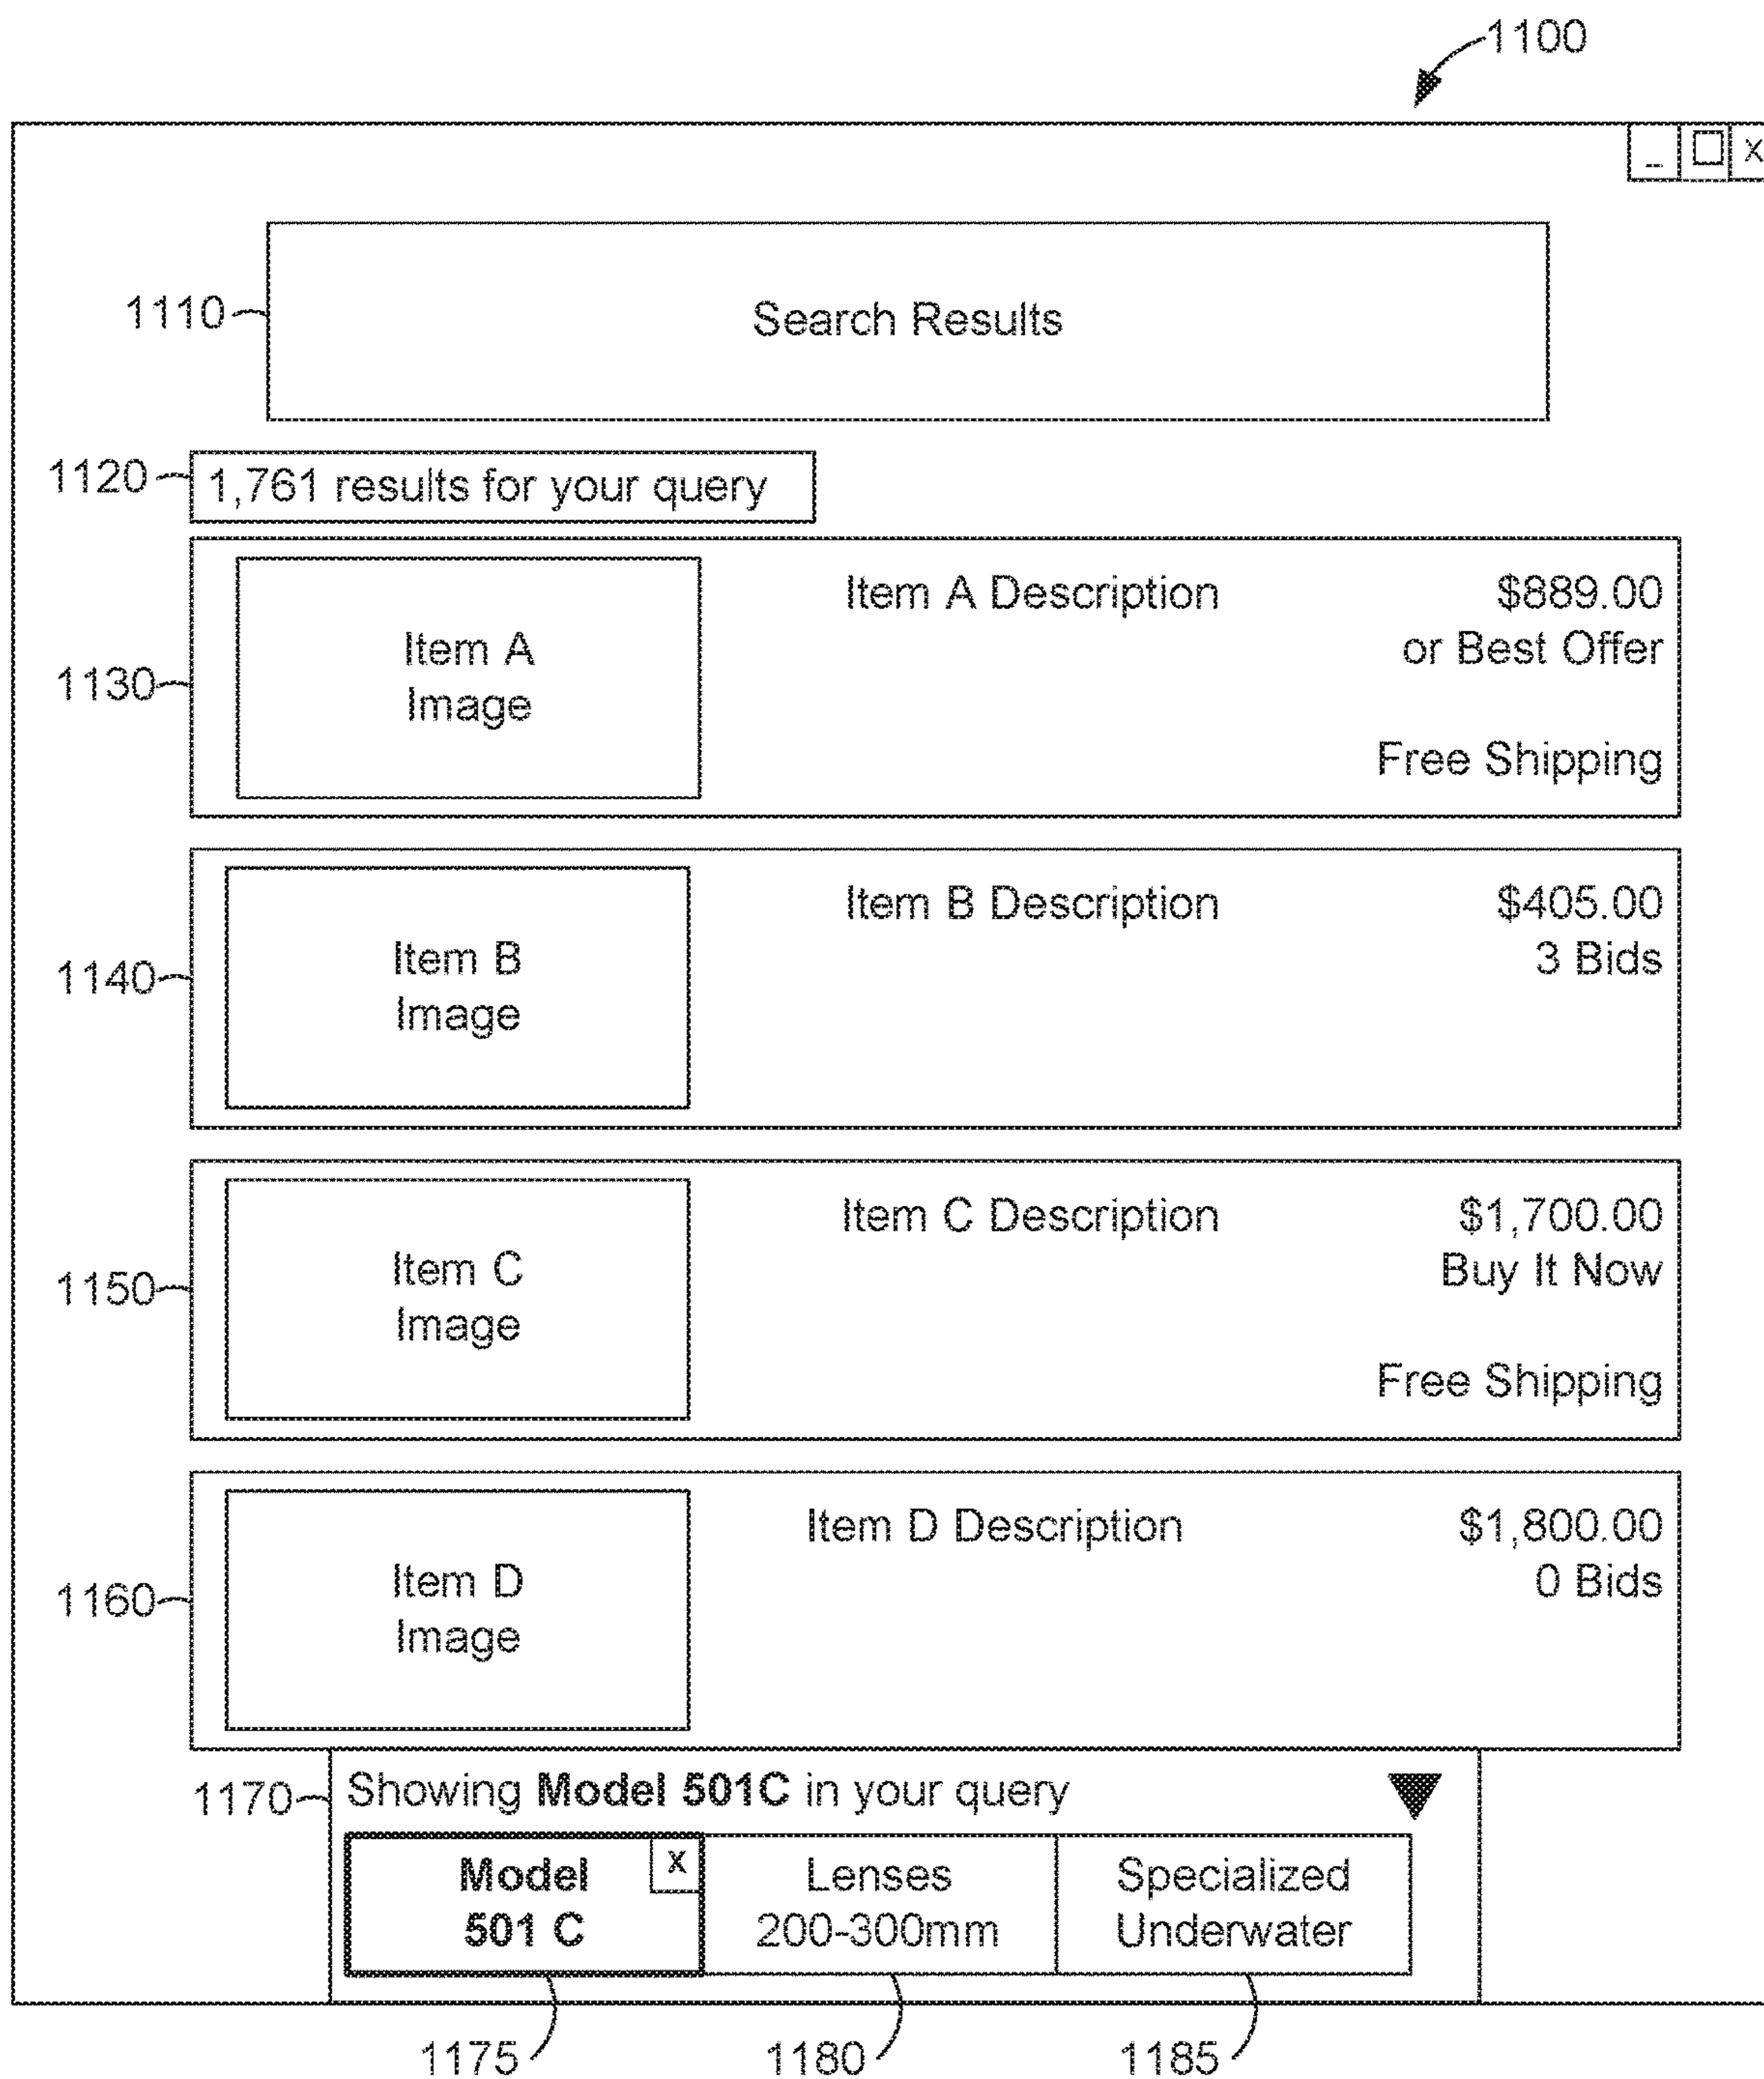 1100
_ X
1110
Search Results
1120
1,761 results for your query
1130
Item A
Image
Item A Description
$889.00
or Best Offer
Free Shipping
1140
Item B
Image
Item B Description
$405.00
3 Bids
1150
Item C
Image
Item C Description
$1,700.00
Buy It Now
Free Shipping
1160
Item D
Image
Item D Description
$1,800.00
0 Bids
1170
Showing Model 501C in your query
Model
501 C
X
Lenses
200-300mm
Specialized
Underwater
1175
1180
1185